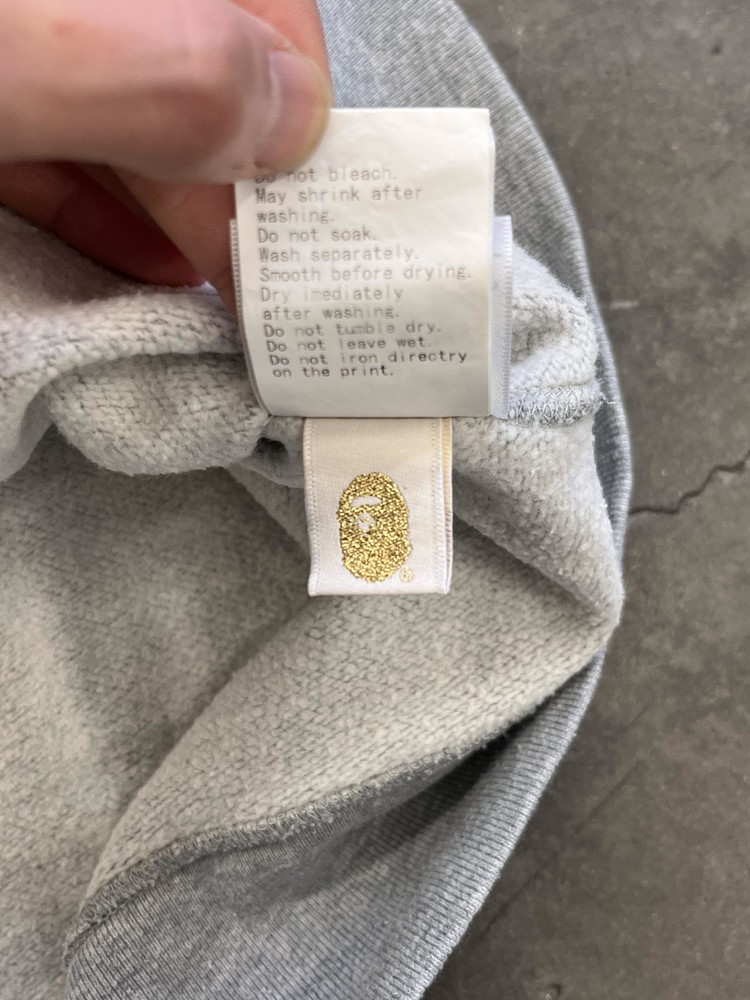 Do not bleach.
May shrink after
washing.
Do not soak.
Wash separately.
Smooth before drying.
Dry imediately
after washing.
Do not tumble dry.
Do not leave wet.
Do not iron directry
on the print.
®